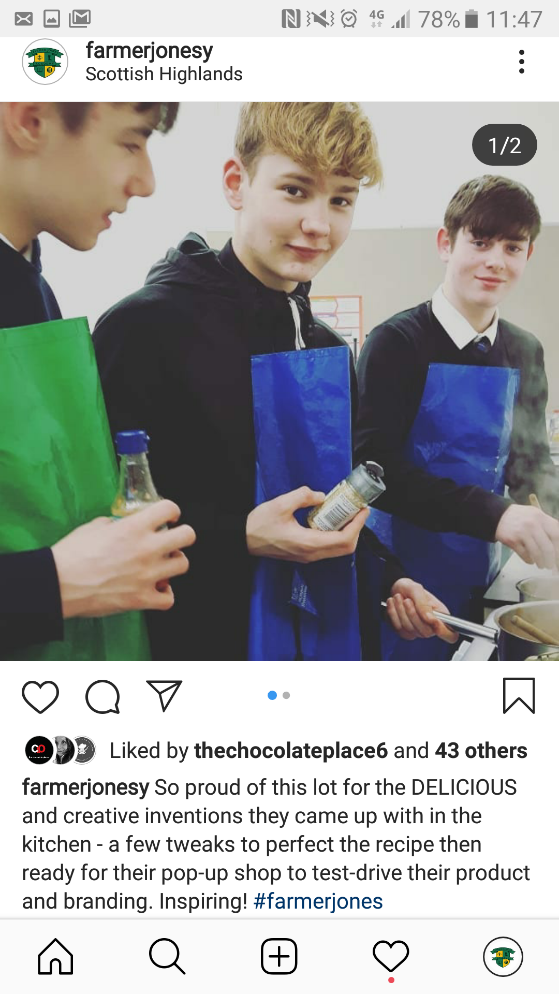 4G 78% 11:47
farmerjonesy
Scottish Highlands
1/2
Liked by thechocolateplace6 and 43 others
farmerjonesy So proud of this lot for the DELICIOUS
and creative inventions they came up with in the
kitchen - a few tweaks to perfect the recipe then
ready for their pop-up shop to test-drive their product
and branding. Inspiring! #farmerjones